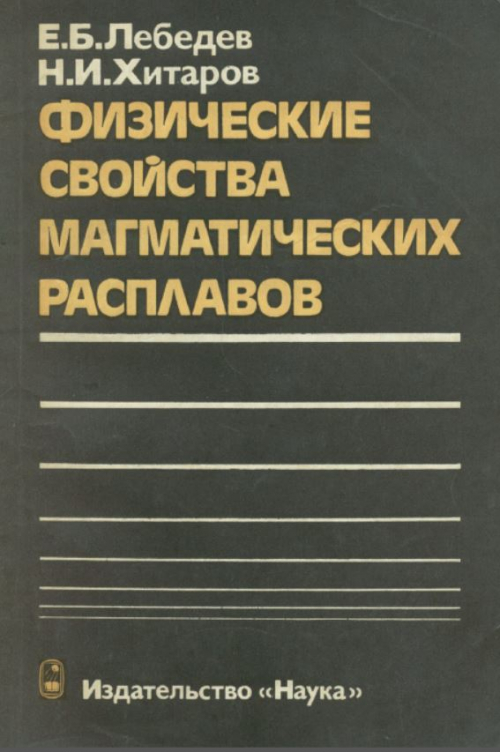 Е.Б.Лебедев
Н.И.Хитаров
ФИЗИЧЕСКИЕ
СВОЙСТВА
МАГМАТИЧЕСКИХ
РАСПЛАВОВ
Издательство «Наука»